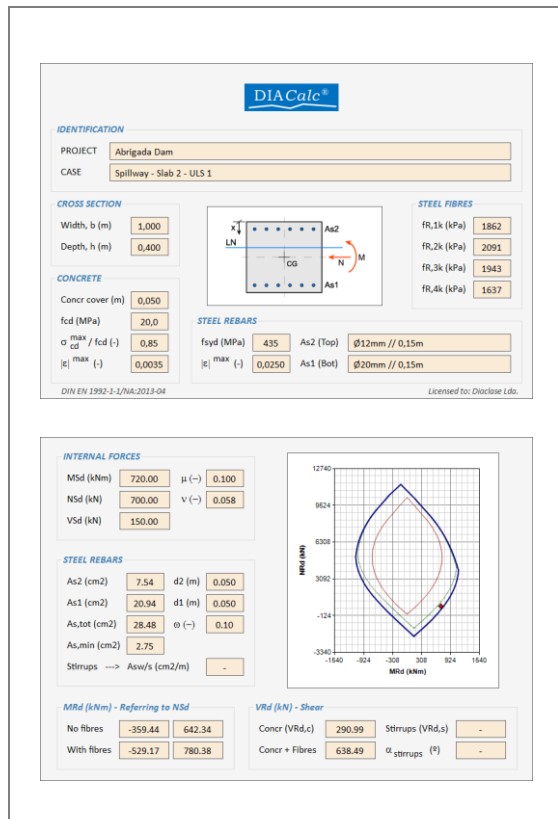 DIACalc®
IDENTIFICATION
PROJECT Abrigada Dam
CASE Spillway - Slab 2 - ULS 1
CROSS SECTION
Width, b (m) 1,000
Depth, h (m) 0,400
CONCRETE
Concr cover (m) 0,050
fcd (MPa) 20,0
σ cd max / fcd (-) 0,85
|ε| max (-) 0,0035
x
LN
As2
CG
N
M
As1
STEEL FIBRES
fR,1k (kPa) 1862
fR,2k (kPa) 2091
fR,3k (kPa) 1943
fR,4k (kPa) 1637
STEEL REBARS
fsyd (MPa) 435 As2 (Top) Ø12mm // 0,15m
|ε| max (-) 0,0250 As1 (Bot) Ø20mm // 0,15m
DIN EN 1992-1-1/NA:2013-04 Licensed to: Diaclase Lda.
INTERNAL FORCES
MSd (kNm) 720.00 μ (−) 0.100
NSd (kN) 700.00 ν (−) 0.058
VSd (kN) 150.00
STEEL REBARS
As2 (cm2) 7.54 d2 (m) 0.050
As1 (cm2) 20.94 d1 (m) 0.050
As,tot (cm2) 28.48 ω (−) 0.10
As,min (cm2) 2.75
Stirrups ---> Asw/s (cm2/m) -
12740
9524
6308
3092
-124
-3340
NRd (kN)
-1640 -924 -308 308 924 1640
MRd (kNm)
MRd (kNm) - Referring to NSd
No fibres -359.44 642.34
With fibres -529.17 780.38
VRd (kN) - Shear
Concr (VRd,c) 290.99 Stirrups (VRd,s) -
Concr + Fibres 638.49 α stirrups (º) -